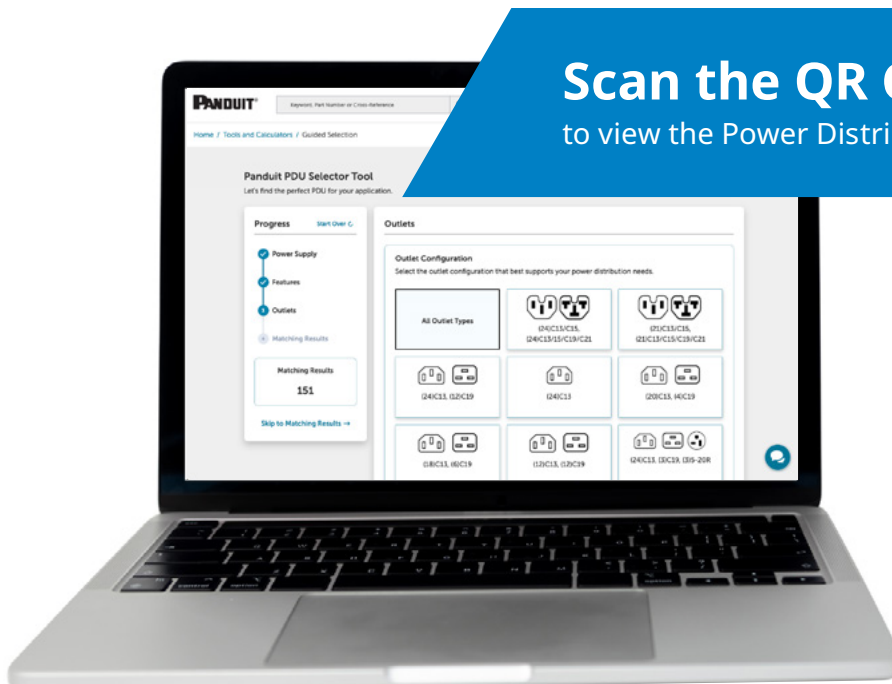 Scan the QR
to view the Power Distri
PANDUIT
Keyword, Part Number or Cross-Reference
Home / Tools and Calculators / Guided Selection
Panduit PDU Selector Tool
Let's find the perfect PDU for your application.
Progress Start Over
Power Supply
Features
Outlets
Matching Results
Matching Results
151
Skip to Matching Results →
Outlets
Outlet Configuration
Select the outlet configuration that best supports your power distribution needs.
All Outlet Types
(24)C13/C15,
(24)C13/15/C19/C21
(21)C13/C15,
(21)C13/C15/C19/C21
(24)C13, (12)C19
(24)C13
(20)C13, (4)C19
(18)C13, (6)C19
(12)C13, (12)C19
(24)C13, (3)C19, (3)5-20R
control
option
option